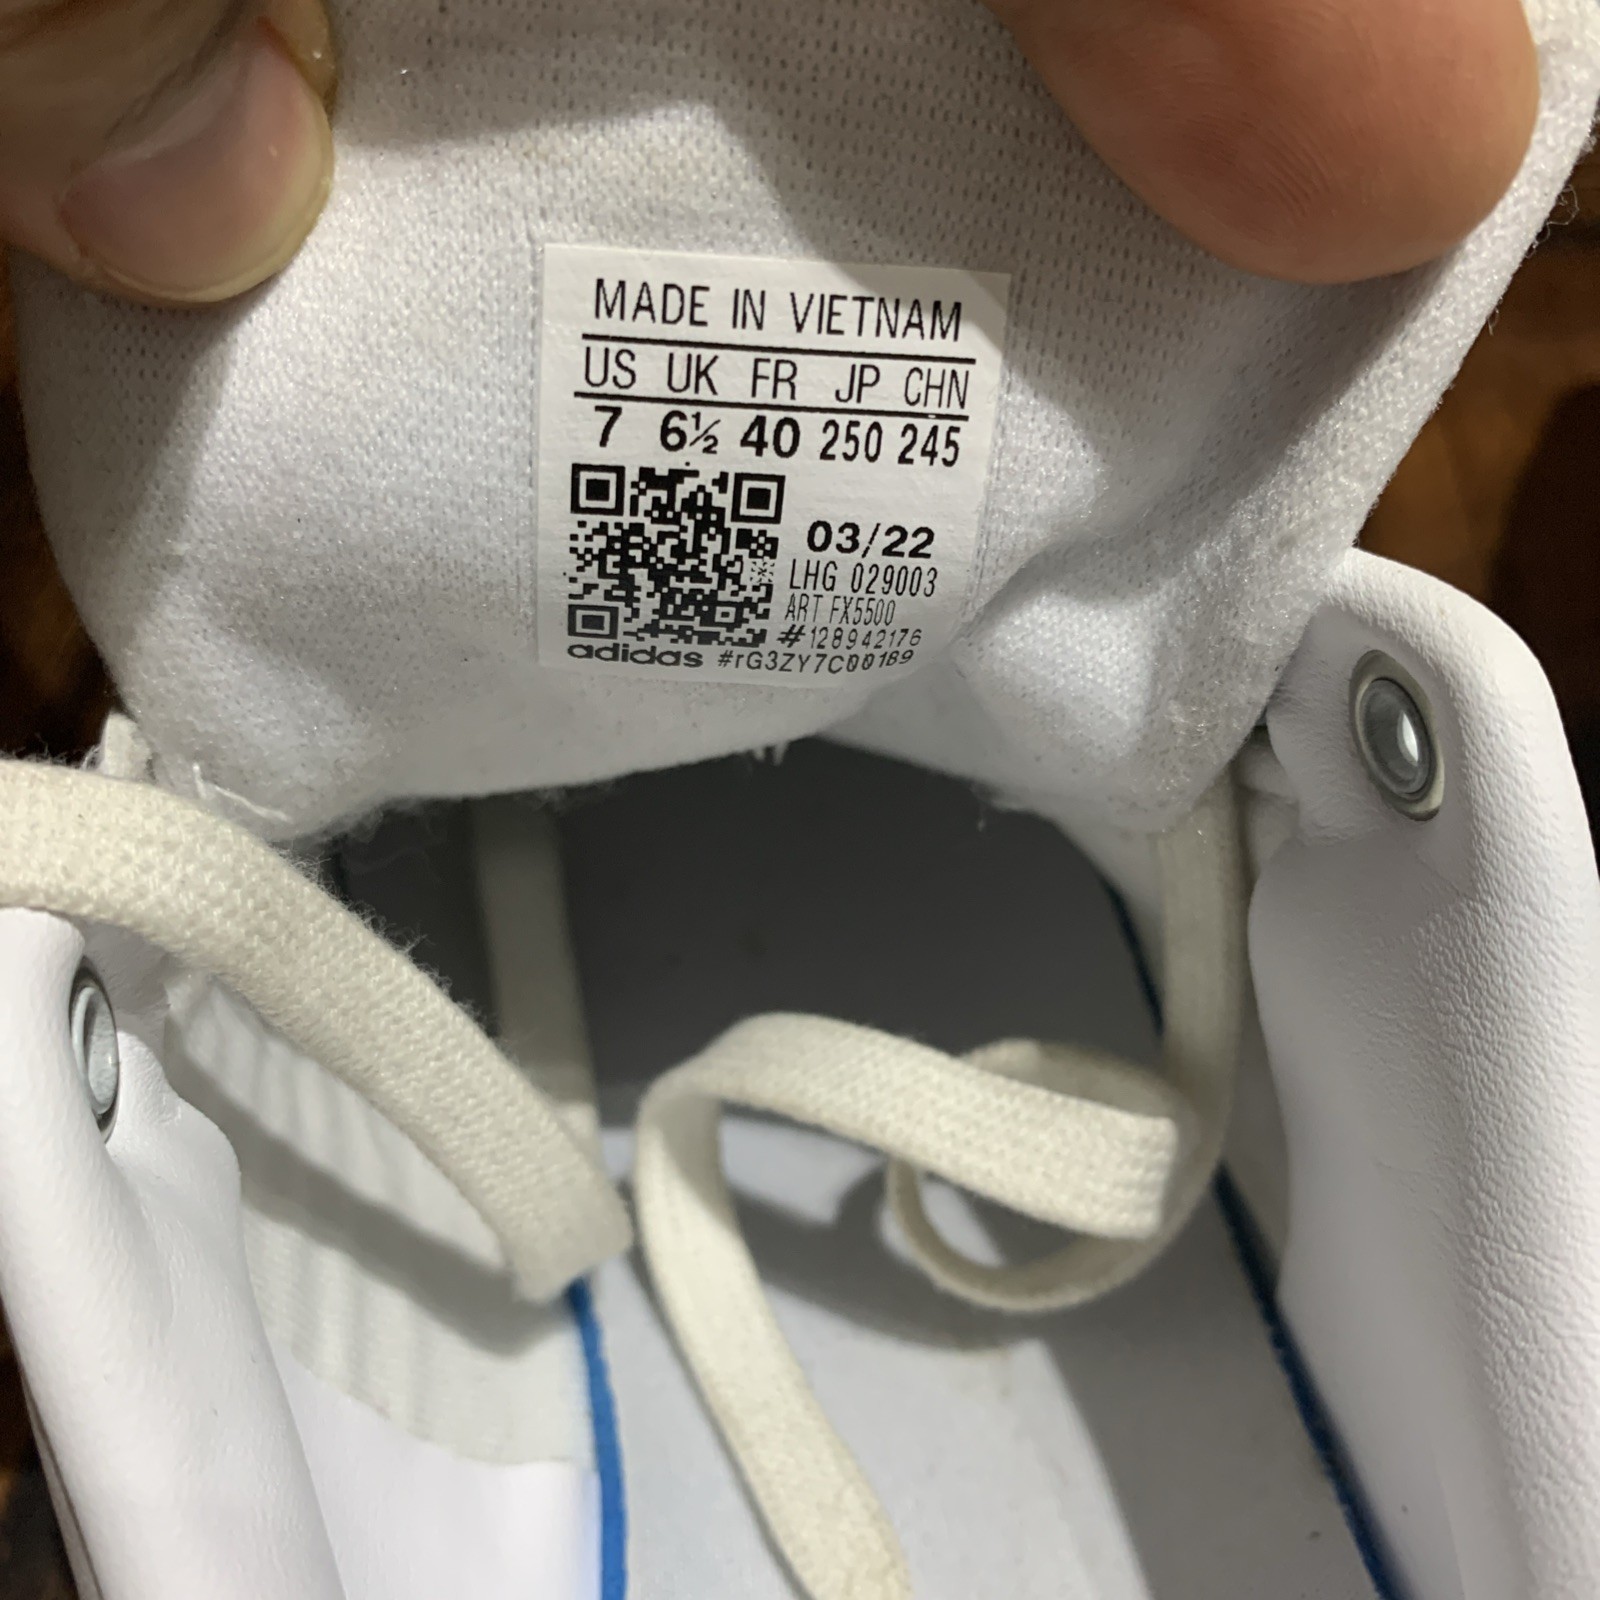 MADE IN VIETNAM
US UK FR JP CHN
7 6½ 40 250 245
03/22
LHG 029003
ART FX5500
#128942176
adidas #rG3ZY7C00189